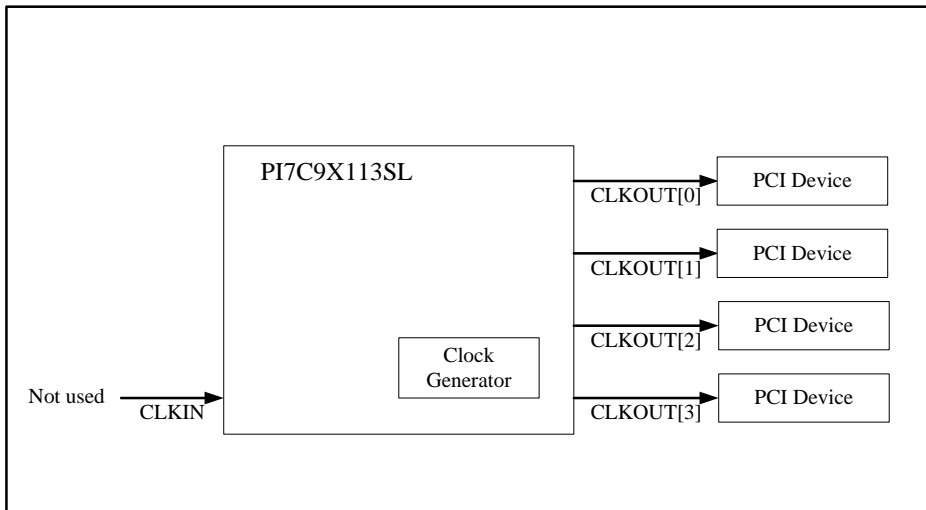 PI7C9X113SL
PCI Device
CLKOUT[0]
PCI Device
CLKOUT[1]
PCI Device
CLKOUT[2]
Clock
Generator
Not used
CLKIN
PCI Device
CLKOUT[3]